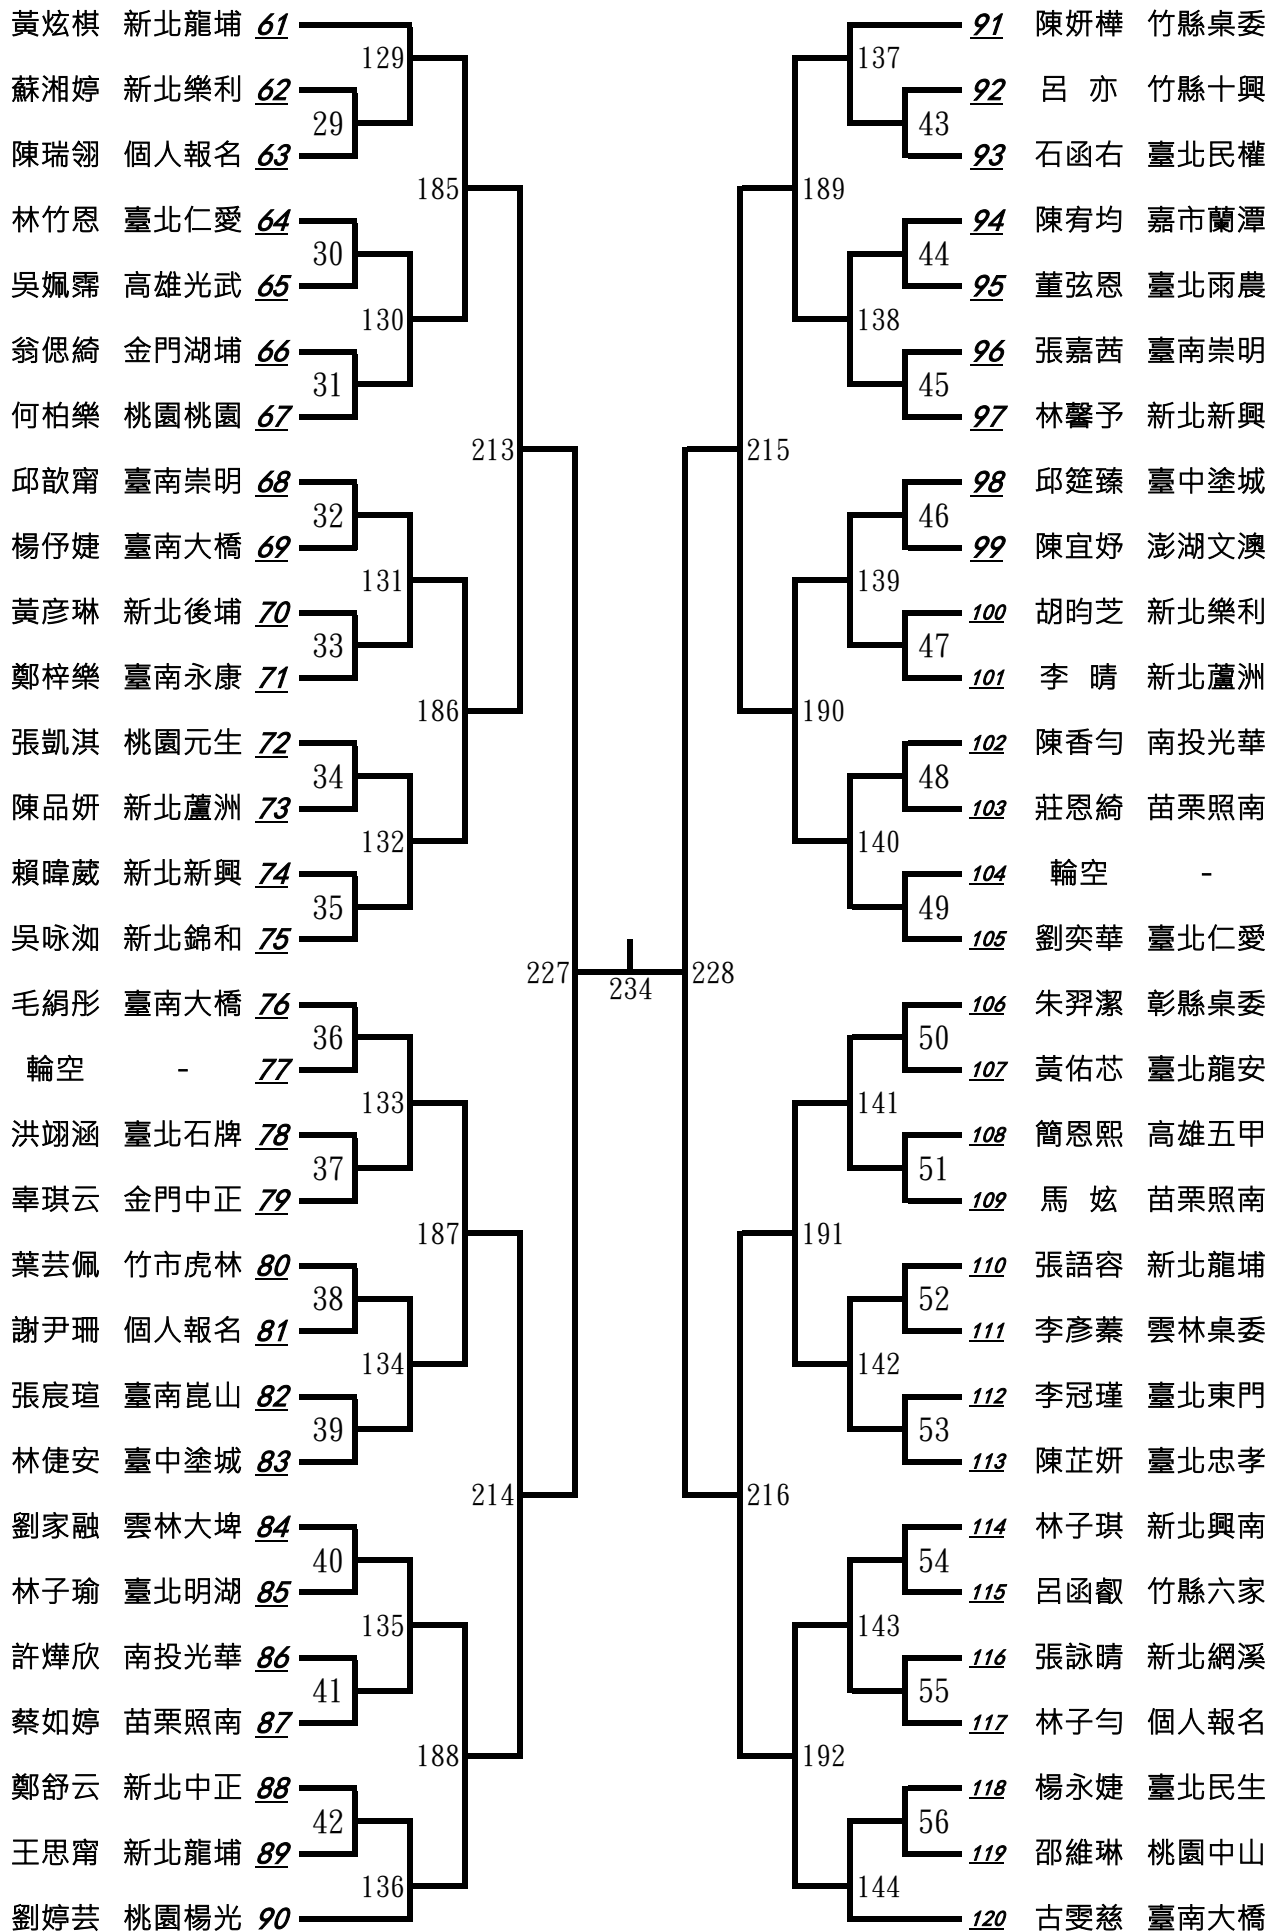 黃炫棋 新北龍埔 61
蘇湘婷 新北樂利 62
陳瑞翎 個人報名 63
林竹恩 臺北仁愛 64
吳姵霈 高雄光武 65
翁偲綺 金門湖埔 66
何柏樂 桃園桃園 67
邱歆甯 臺南崇明 68
楊伃婕 臺南大橋 69
黃彦琳 新北後埔 70
鄭梓樂 臺南永康 71
張凱淇 桃園元生 72
陳品妍 新北蘆洲 73
賴暐葳 新北新興 74
吳咏洳 新北錦和 75
毛絹彤 臺南大橋 76
輪空 - 77
洪翊涵 臺北石牌 78
辜琪云 金門中正 79
葉芸佩 竹市虎林 80
謝尹珊 個人報名 81
張宸瑄 臺南崑山 82
林倢安 臺中塗城 83
劉家融 雲林大埤 84
林子瑜 臺北明湖 85
許燁欣 南投光華 86
蔡如婷 苗栗照南 87
鄭舒云 新北中正 88
王思甯 新北龍埔 89
劉婷芸 桃園楊光 90
29
30
31
32
33
34
35
36
37
38
39
40
41
42
129
130
131
132
133
134
135
136
185
186
187
188
213
214
227
234
228
215
216
189
190
191
192
137
138
139
140
141
142
143
144
43
44
45
46
47
48
49
50
51
52
53
54
55
56
91 陳妍樺 竹縣桌委
92 呂 亦 竹縣十興
93 石函右 臺北民權
94 陳宥均 嘉市蘭潭
95 董弦恩 臺北雨農
96 張嘉茜 臺南崇明
97 林馨予 新北新興
98 邱筵臻 臺中塗城
99 陳宜妤 澎湖文澳
100 胡昀芝 新北樂利
101 李 晴 新北蘆洲
102 陳香勻 南投光華
103 莊恩綺 苗栗照南
104 輪空 -
105 劉奕華 臺北仁愛
106 朱羿潔 彰縣桌委
107 黃佑芯 臺北龍安
108 簡恩熙 高雄五甲
109 馬 妶 苗栗照南
110 張語容 新北龍埔
111 李彥蓁 雲林桌委
112 李冠瑾 臺北東門
113 陳芷妍 臺北忠孝
114 林子琪 新北興南
115 呂函叡 竹縣六家
116 張詠晴 新北網溪
117 林子勻 個人報名
118 楊永婕 臺北民生
119 邵維琳 桃園中山
120 古雯慈 臺南大橋